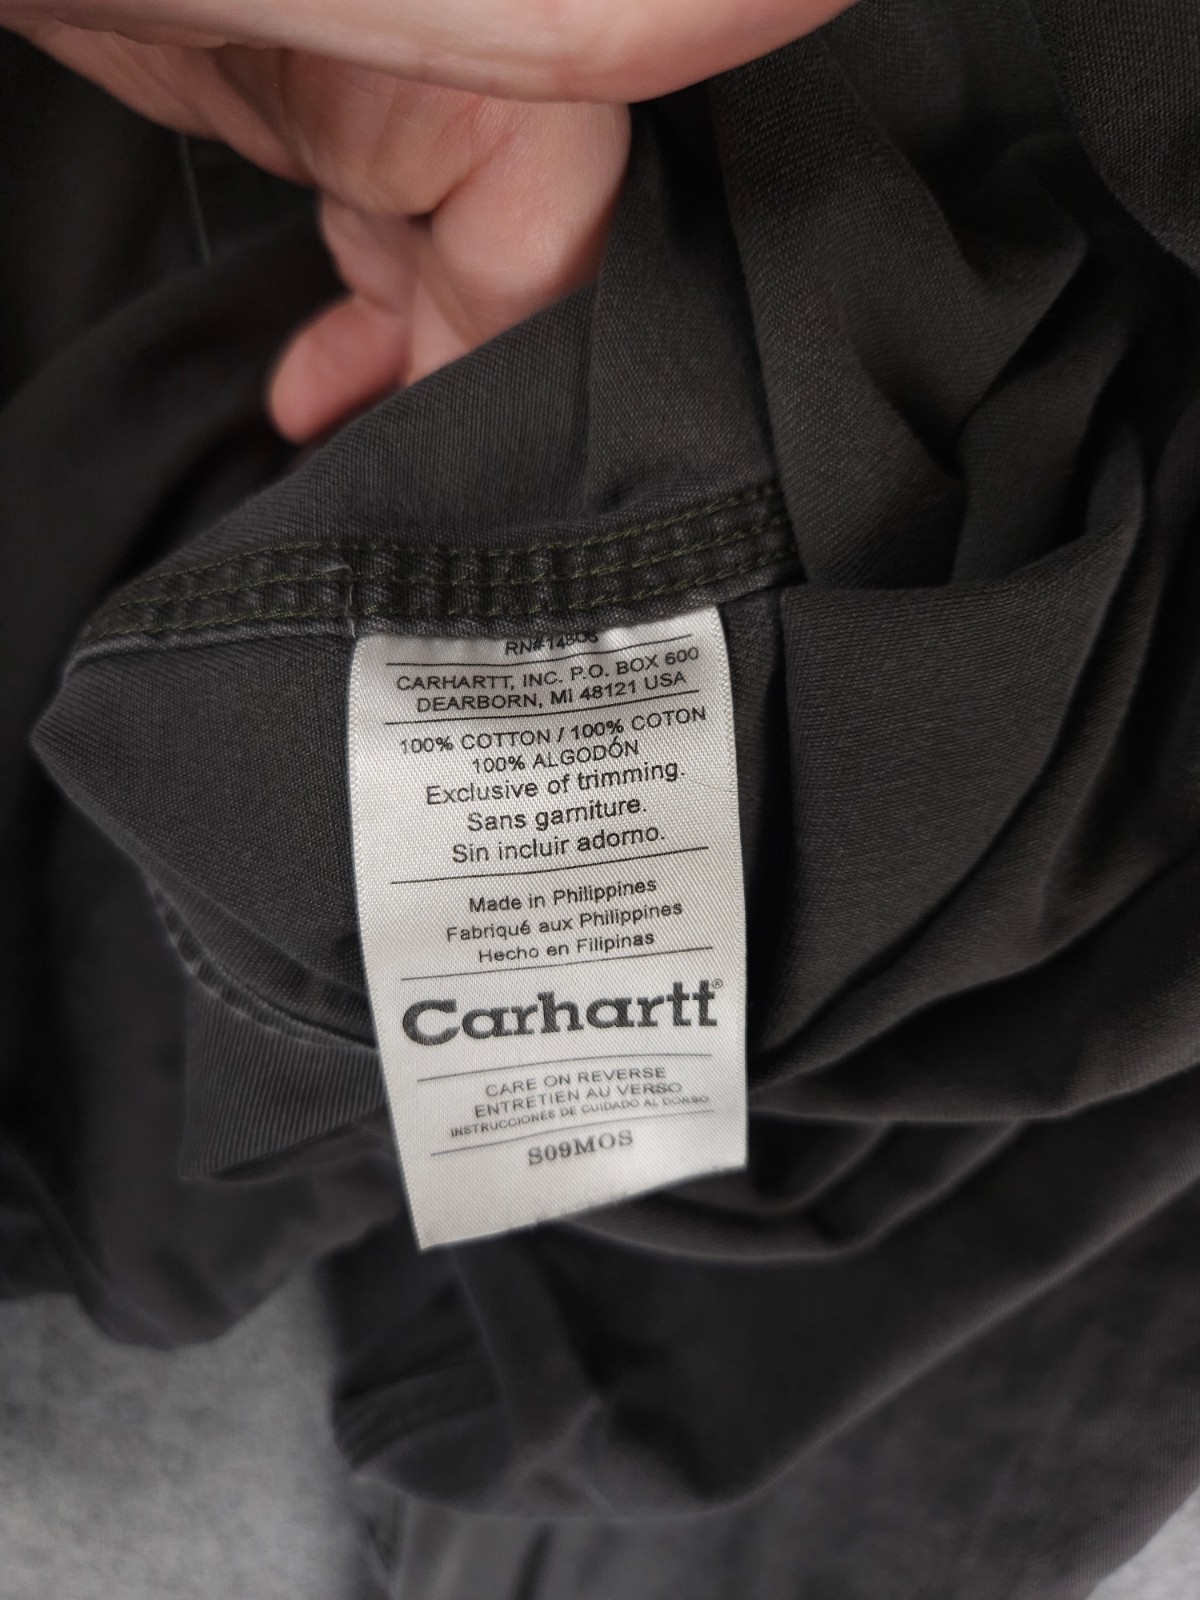 RN#14806
CARHARTT, INC. P.O. BOX 600
DEARBORN, MI 48121 USA
100% COTTON / 100% COTON
100% ALGODÓN
Exclusive of trimming.
Sans garniture.
Sin incluir adorno.
Made in Philippines
Fabriqué aux Philippines
Hecho en Filipinas
Carhartt®
CARE ON REVERSE
ENTRETIEN AU VERSO
INSTRUCCIONES DE CUIDADO AL DORSO
S09MOS